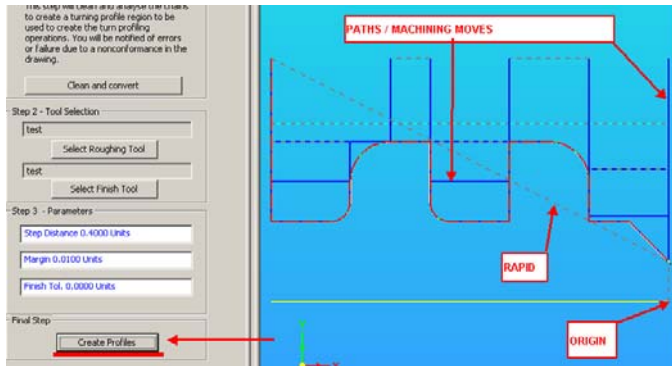 This step will clean and analyse the chains
to create a turning profile region to be
used to create the turn profiling
operations. You will be notified of errors
or failure due to a nonconformance in the
drawing.
Clean and convert
Step 2 - Tool Selection
test
Select Roughing Tool
test
Select Finish Tool
Step 3 - Parameters
Step Distance 0.4000 Units
Margin 0.0100 Units
Finish Tol. 0.0000 Units
Final Step
Create Profiles
PATHS / MACHINING MOVES
RAPID
ORIGIN